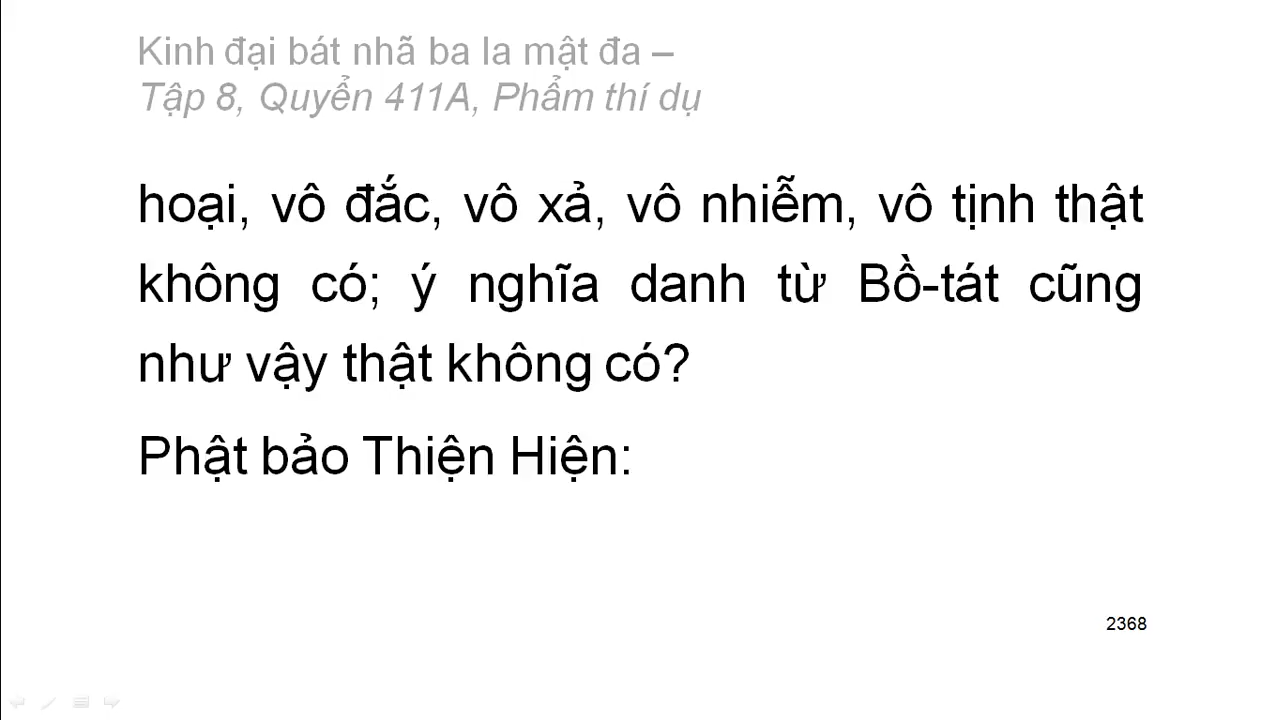 Kinh đại bát nhã ba la mật đa –
Tập 8, Quyển 411A, Phẩm thí dụ
hoại, vô đắc, vô xả, vô nhiễm, vô tịnh thật
không có; ý nghĩa danh từ Bồ-tát cũng
như vậy thật không có?
Phật bảo Thiện Hiện:
2368